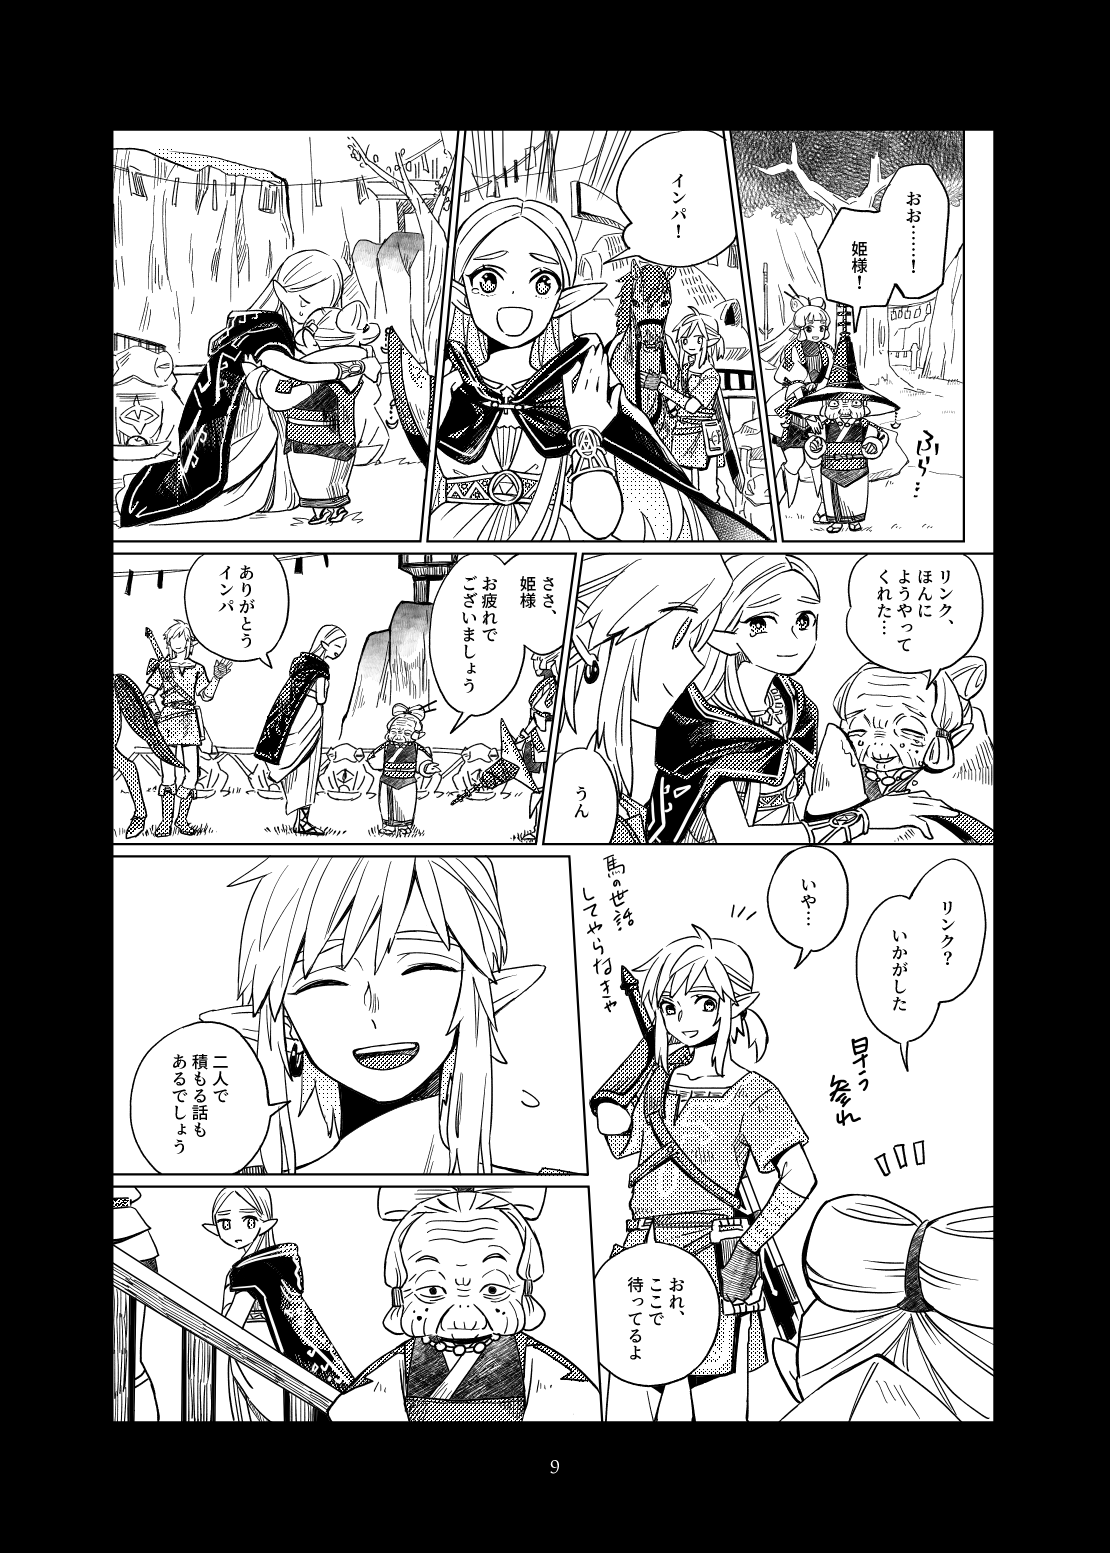 おお……！
姫様！
ふら…
インパ！
リンク、
ほんに
ようやって
くれた…
うん
ささ、
姫様
お疲れで
ございましょう
ありがとう
インパ
リンク？
いかがした
早う
参れ
いや…
馬の世話
してやらなきゃ
おれ、
ここで
待ってるよ
二人で
積もる話も
あるでしょう
9